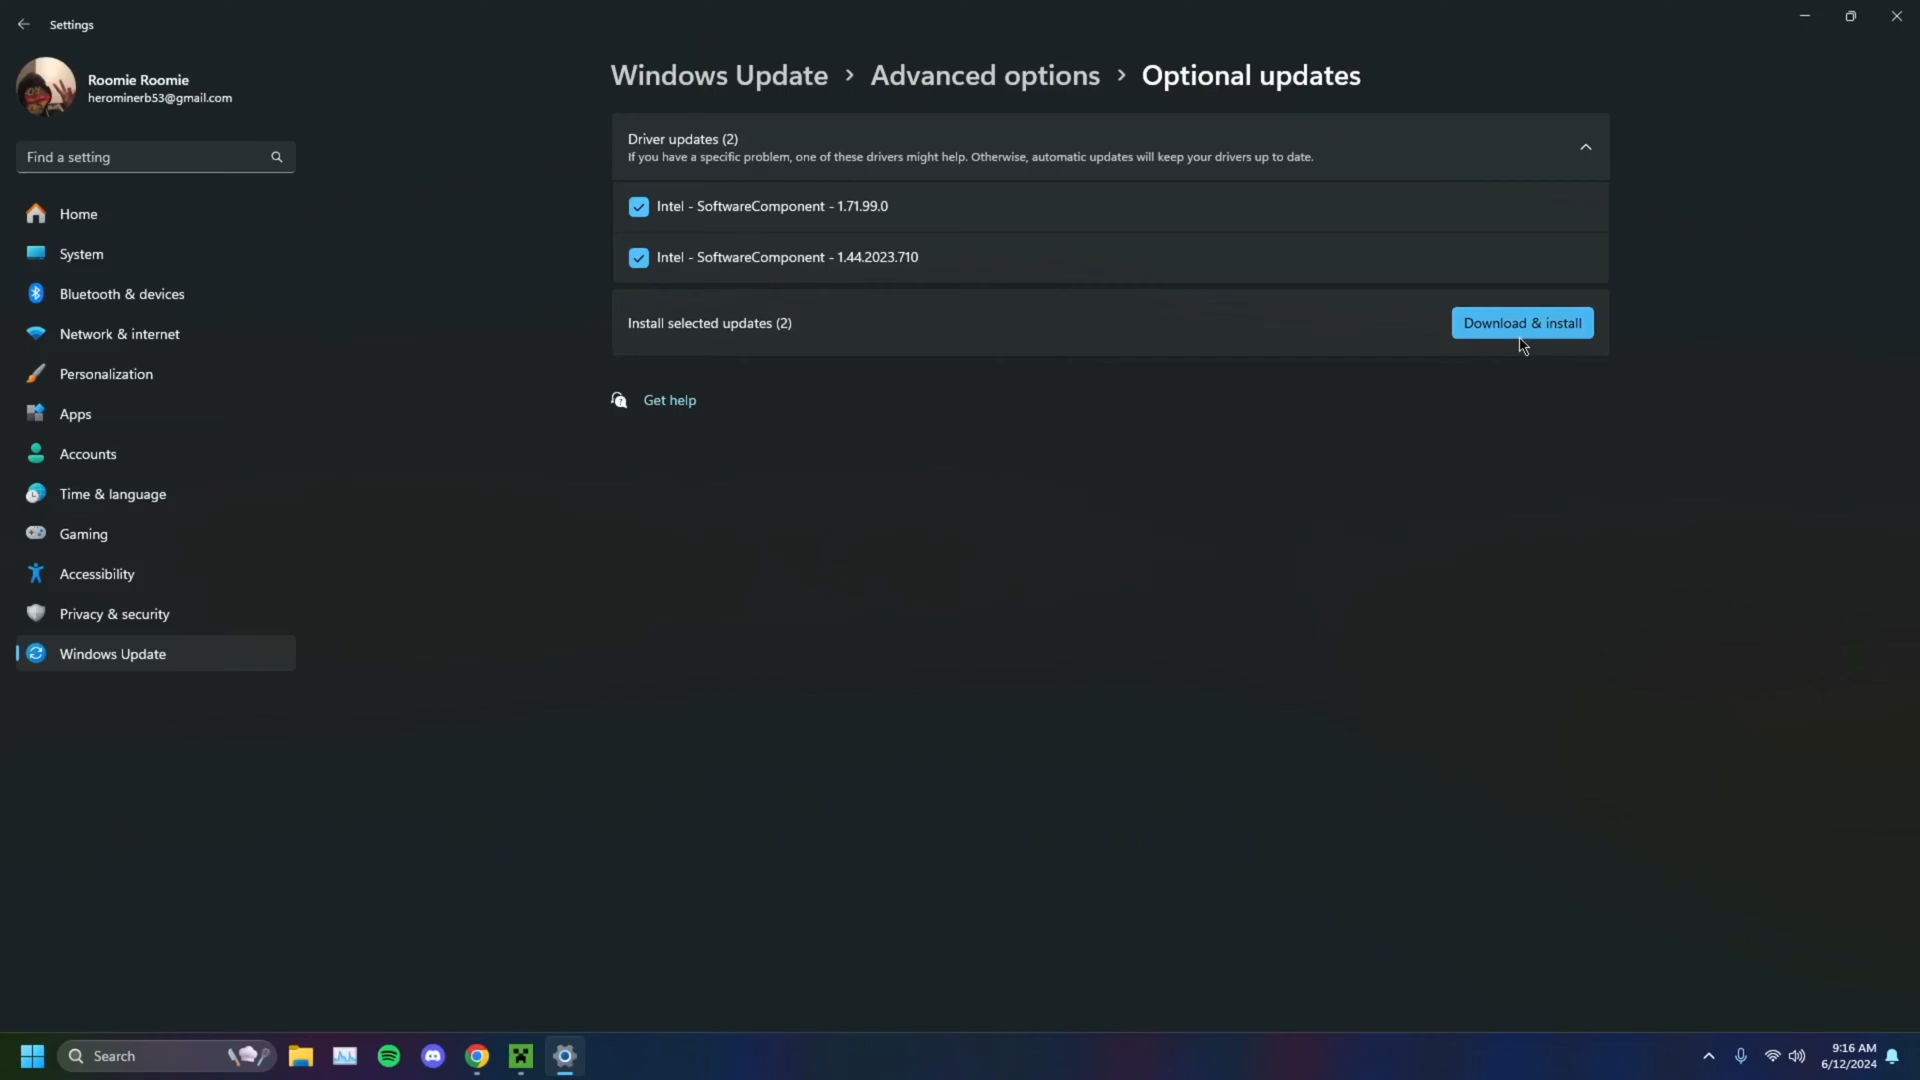 Settings
Roomie Roomie
herominerb53@gmail.com
Find a setting
Home
System
Bluetooth & devices
Network & internet
Personalization
Apps
Accounts
Time & language
Gaming
Accessibility
Privacy & security
Windows Update
Windows Update › Advanced options › Optional updates
Driver updates (2)
If you have a specific problem, one of these drivers might help. Otherwise, automatic updates will keep your drivers up to date.
Intel - SoftwareComponent - 1.71.99.0
Intel - SoftwareComponent - 1.44.2023.710
Install selected updates (2) Download & install
Get help
Search
9:16 AM
6/12/2024